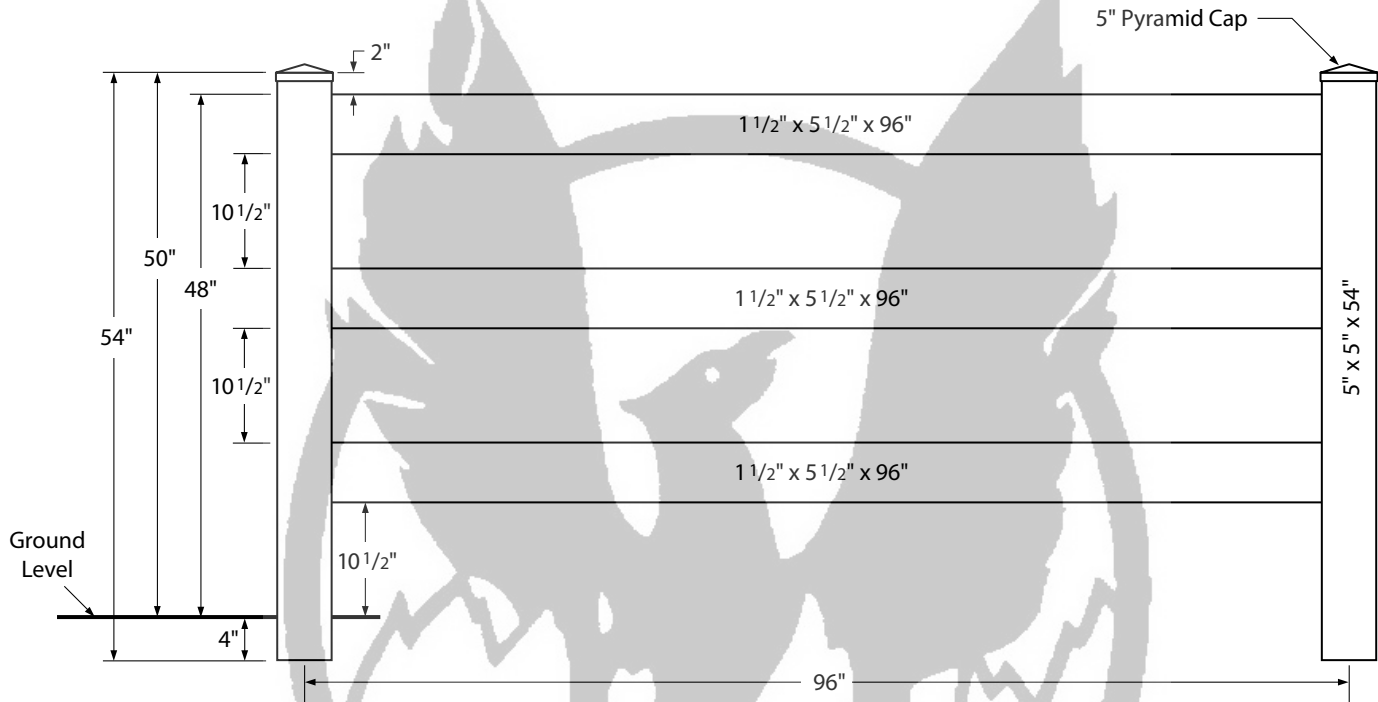 5" Pyramid Cap
2"
1 1/2" x 5 1/2" x 96"
10 1/2"
50"
48"
1 1/2" x 5 1/2" x 96"
54"
5" x 5" x 54"
10 1/2"
1 1/2" x 5 1/2" x 96"
Ground
Level
10 1/2"
4"
96"